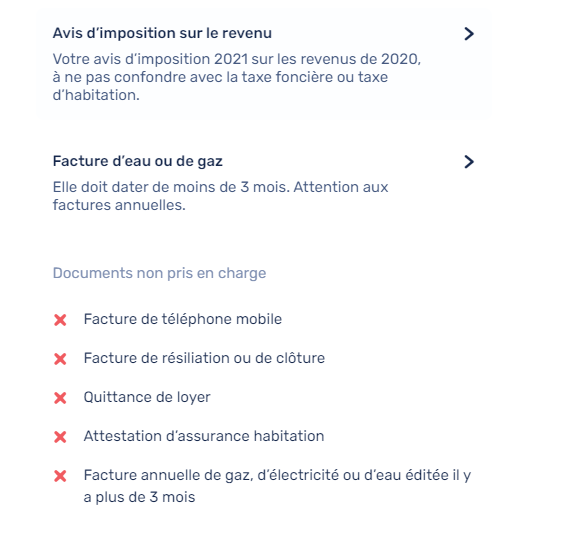 Avis d'imposition sur le revenu
Votre avis d'imposition 2021 sur les revenus de 2020,
à ne pas confondre avec la taxe foncière ou taxe
d'habitation.
Facture d'eau ou de gaz
Elle doit dater de moins de 3 mois. Attention aux
factures annuelles.
Documents non pris en charge
Facture de téléphone mobile
Facture de résiliation ou de clôture
Quittance de loyer
Attestation d'assurance habitation
Facture annuelle de gaz, d'électricité ou d'eau éditée il y
a plus de 3 mois